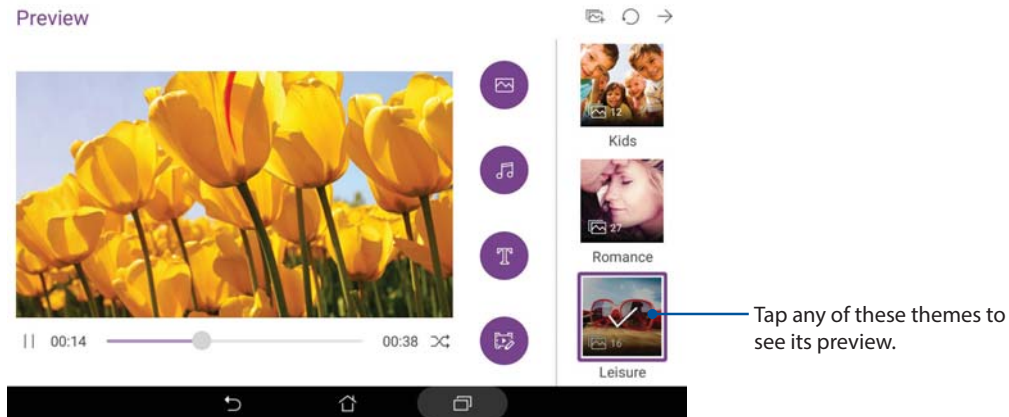 Preview
12
Kids
27
Romance
16
Leisure
00:14
00:38
T
Tap any of these themes to
see its preview.